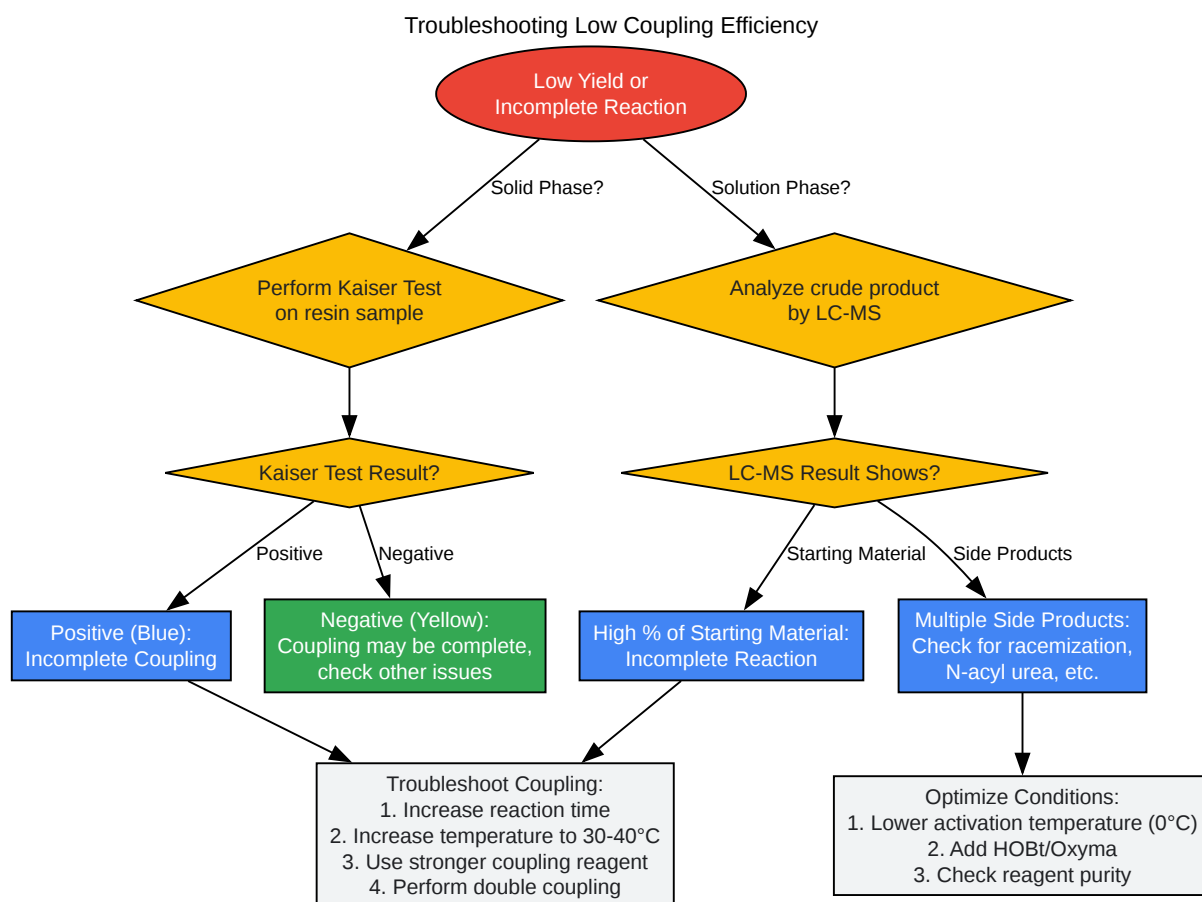 Troubleshooting Low Coupling Efficiency
Low Yield or
Incomplete Reaction
Solid Phase?
Solution Phase?
Perform Kaiser Test
on resin sample
Analyze crude product
by LC-MS
Kaiser Test Result?
LC-MS Result Shows?
Positive
Negative
Starting Material
Side Products
Positive (Blue):
Incomplete Coupling
Negative (Yellow):
Coupling may be complete,
check other issues
High % of Starting Material:
Incomplete Reaction
Multiple Side Products:
Check for racemization,
N-acyl urea, etc.
Troubleshoot Coupling:
1. Increase reaction time
2. Increase temperature to 30-40°C
3. Use stronger coupling reagent
4. Perform double coupling
Optimize Conditions:
1. Lower activation temperature (0°C)
2. Add HOBt/Oxyma
3. Check reagent purity